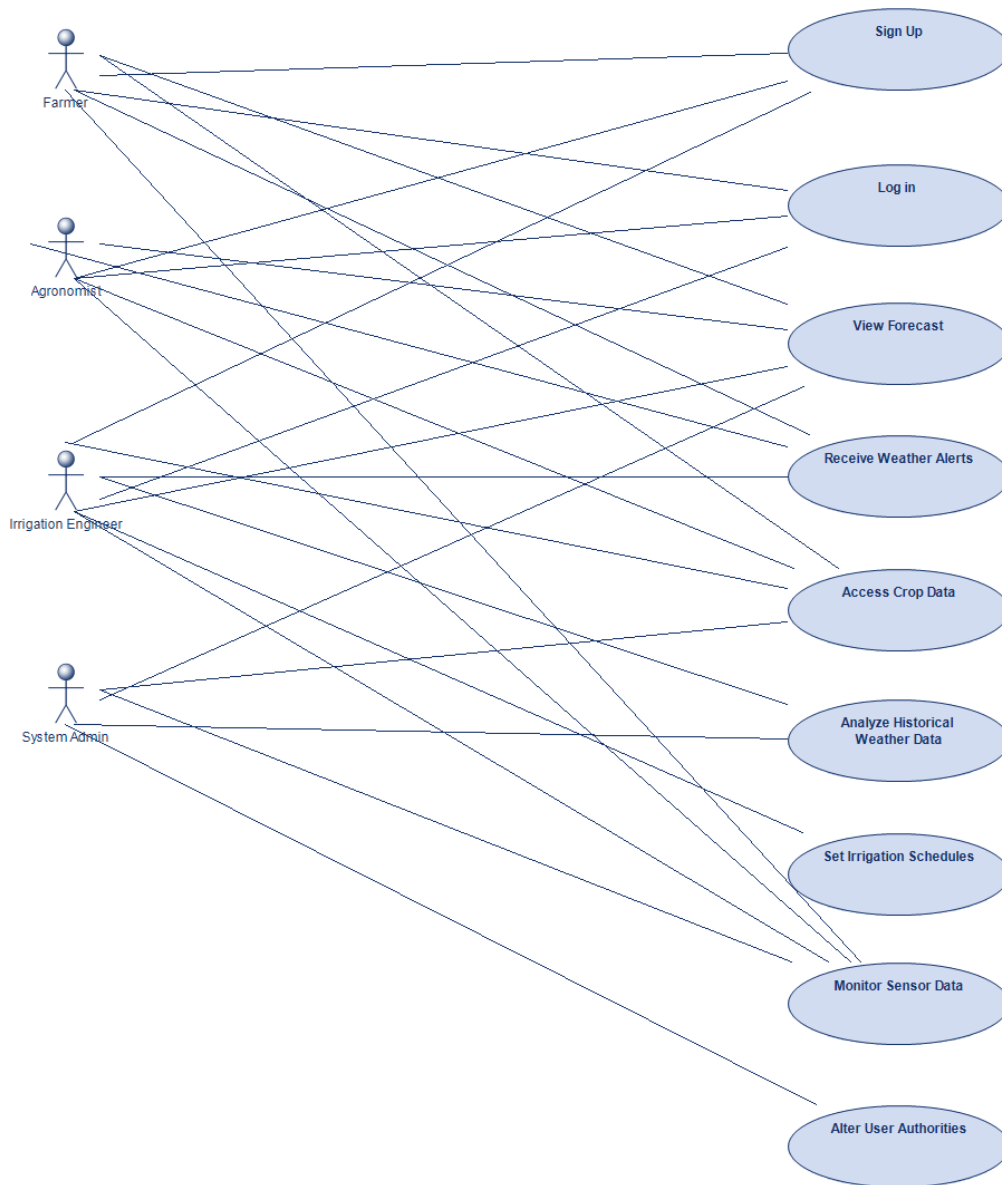 Farmer
Agronomist
Irrigation Engineer
System Admin
Sign Up
Log in
View Forecast
Receive Weather Alerts
Access Crop Data
Analyze Historical
Weather Data
Set Irrigation Schedules
Monitor Sensor Data
Alter User Authorities